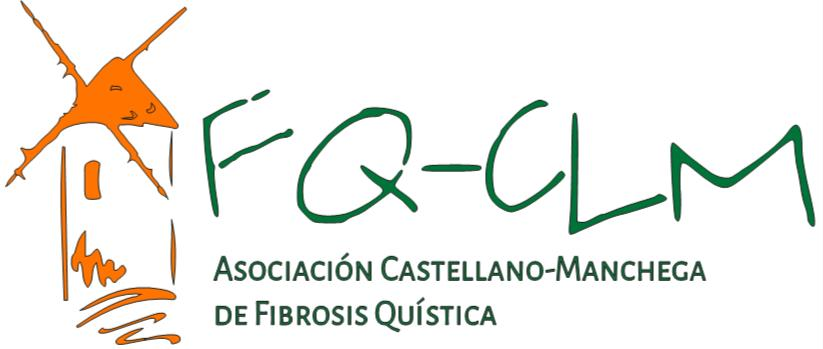 FQ-CLM
ASOCIACIÓN CASTELLANO-MANCHEGA
DE FIBROSIS QUÍSTICA